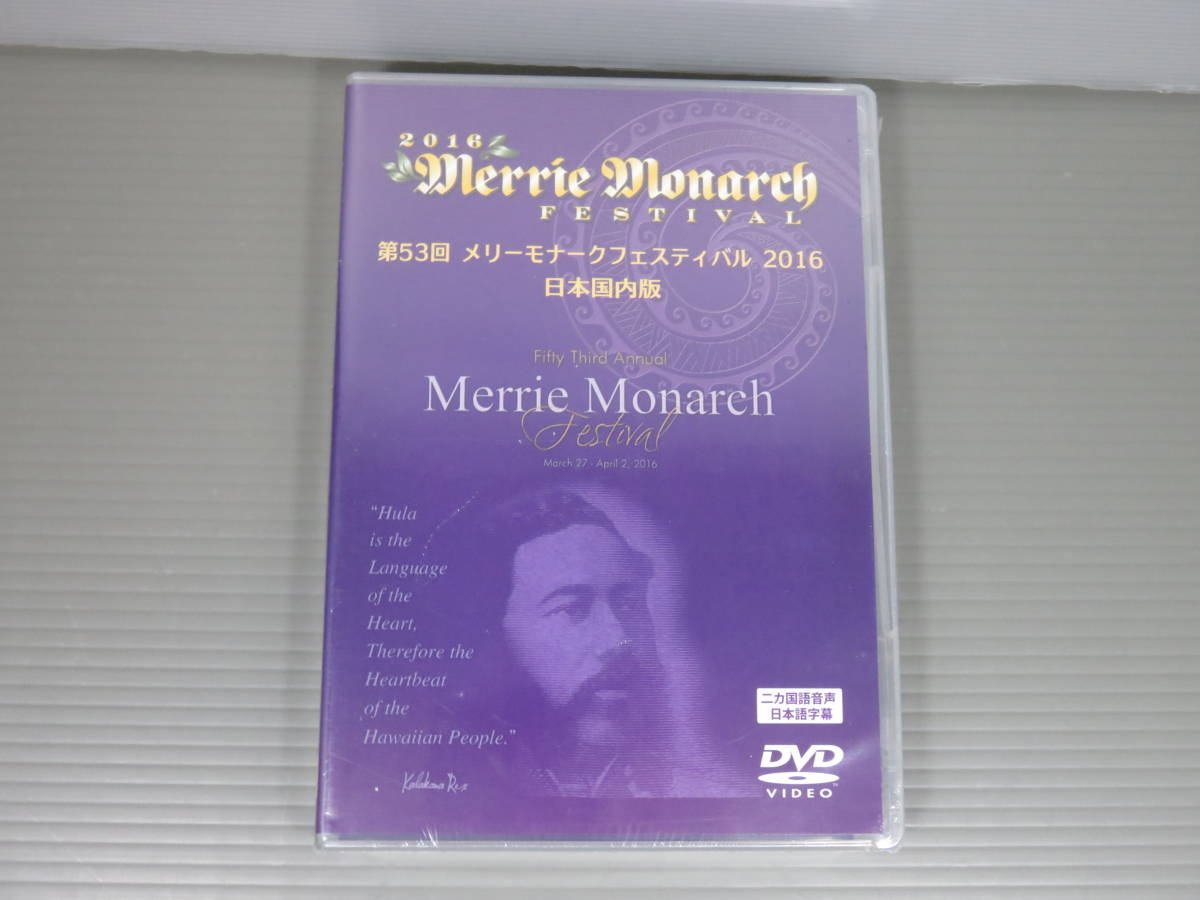 2016
Merrie Monarch
FESTIVAL
第53回 メリーモナークフェスティバル 2016
日本国内版
Fifty Third Annual
Merrie Monarch
Festival
March 27 - April 2, 2016
"Hula
is the
Language
of the
Heart,
Therefore the
Heartbeat
of the
Hawaiian People."
Kalakaua Rex
二カ国語音声
日本語字幕
DVD
VIDEO